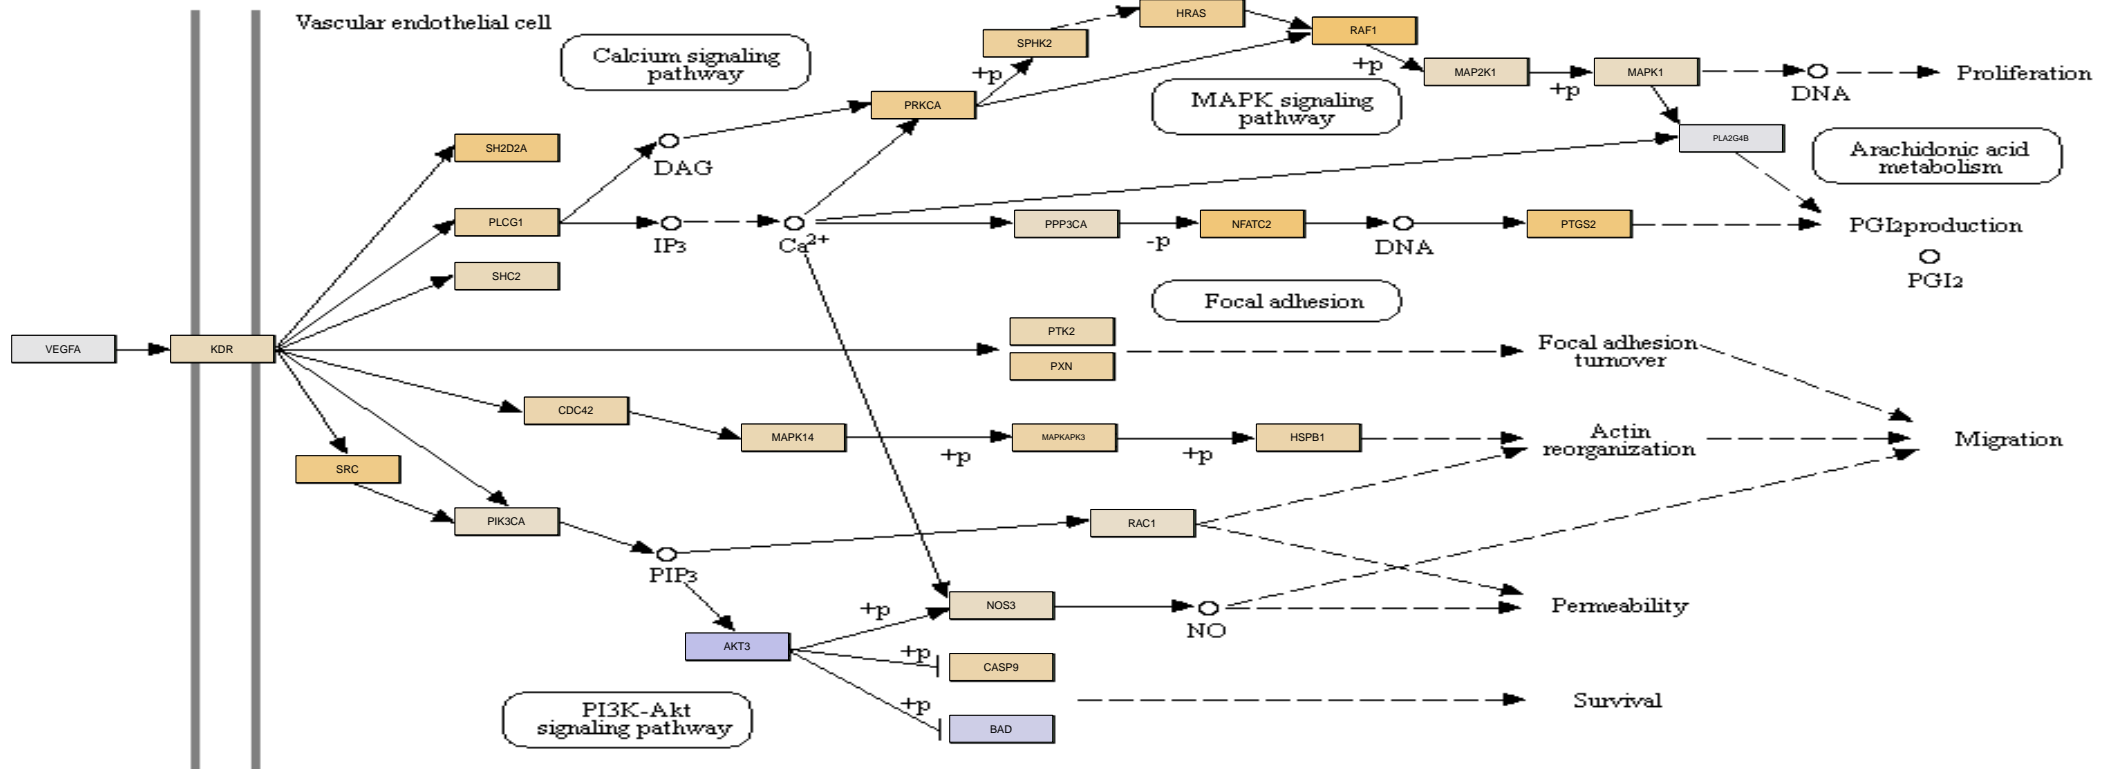 Vascular endothelial cell
HRAS
SPHK2
RAF1
Calcium signaling
pathway
+p
+p
MAP2K1
MAPK1
+p
DNA
Proliferation
PRKCA
MAPK signaling
pathway
SH2D2A
DAG
PLA2G4B
Arachidonic acid
metabolism
PLCG1
IP3
Ca2+
PPP3CA
-p
NFATC2
DNA
PTGS2
PGI2production
PGI2
SHC2
Focal adhesion
VEGFA
KDR
PTK2
PXN
Focal adhesion
turnover
CDC42
MAPK14
+p
MAPKAPK3
+p
HSPB1
Actin
reorganization
Migration
SRC
PIK3CA
RAC1
PIP3
NOS3
+p
NO
Permeability
AKT3
+p
CASP9
+p
BAD
Survival
PI3K-Akt
signaling pathway